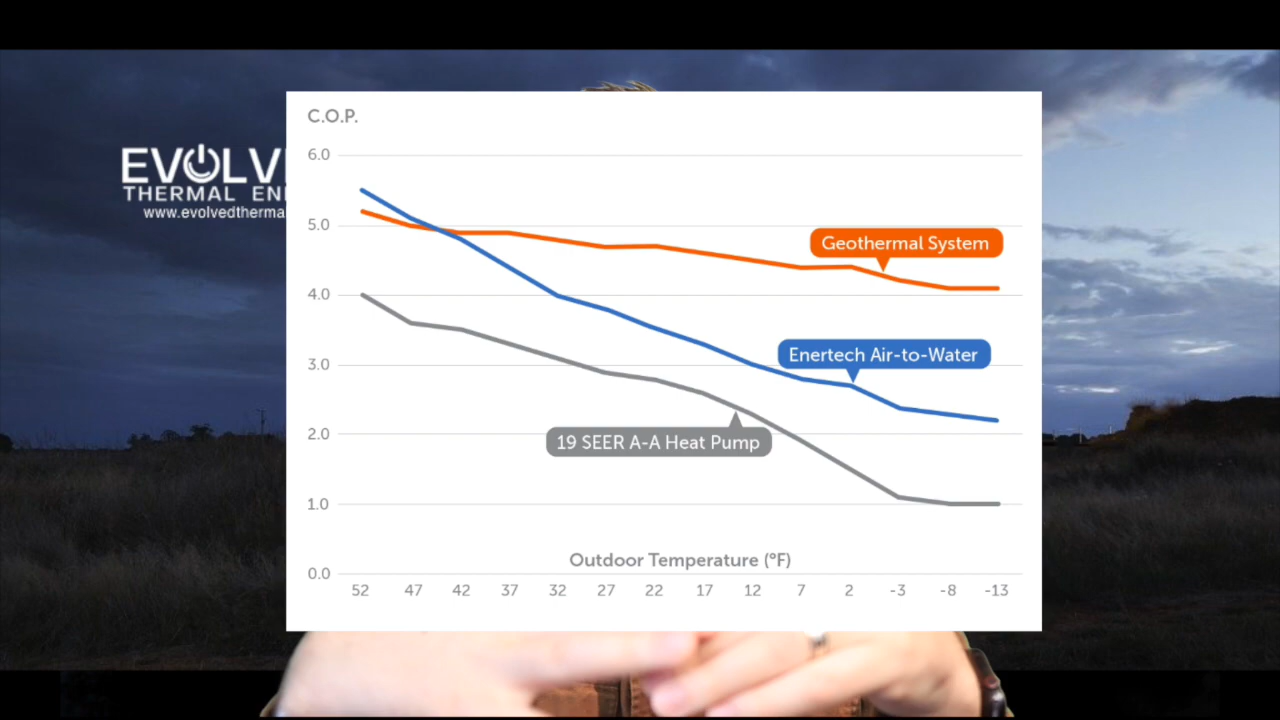 C.O.P.
6.0
5.0
4.0
3.0
2.0
1.0
0.0
Geothermal System
Enertech Air-to-Water
19 SEER A-A Heat Pump
Outdoor Temperature (°F)
52 47 42 37 32 27 22 17 12 7 2 -3 -8 -13
EVOLVE
THERMAL EN
www.evolvedtherma